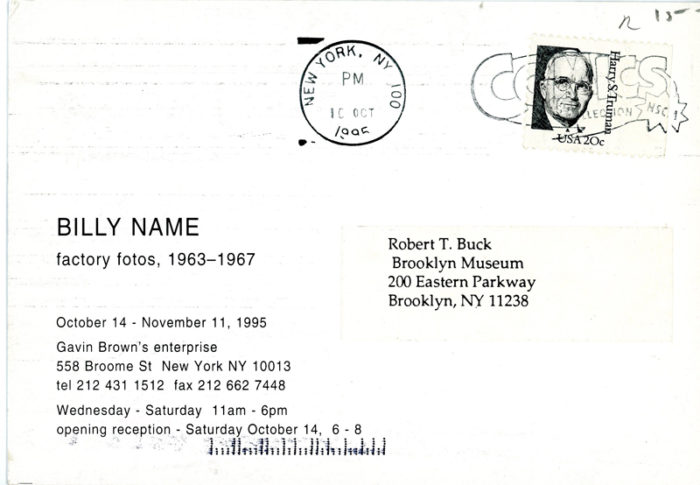 NEW YORK, NY 100
PM
10 OCT
1995
COMICS
Harry S. Truman
USA 20c
BILLY NAME
factory fotos, 1963–1967
Robert T. Buck
Brooklyn Museum
200 Eastern Parkway
Brooklyn, NY 11238
October 14 - November 11, 1995
Gavin Brown's enterprise
558 Broome St New York NY 10013
tel 212 431 1512 fax 212 662 7448
Wednesday - Saturday 11am - 6pm
opening reception - Saturday October 14, 6 - 8